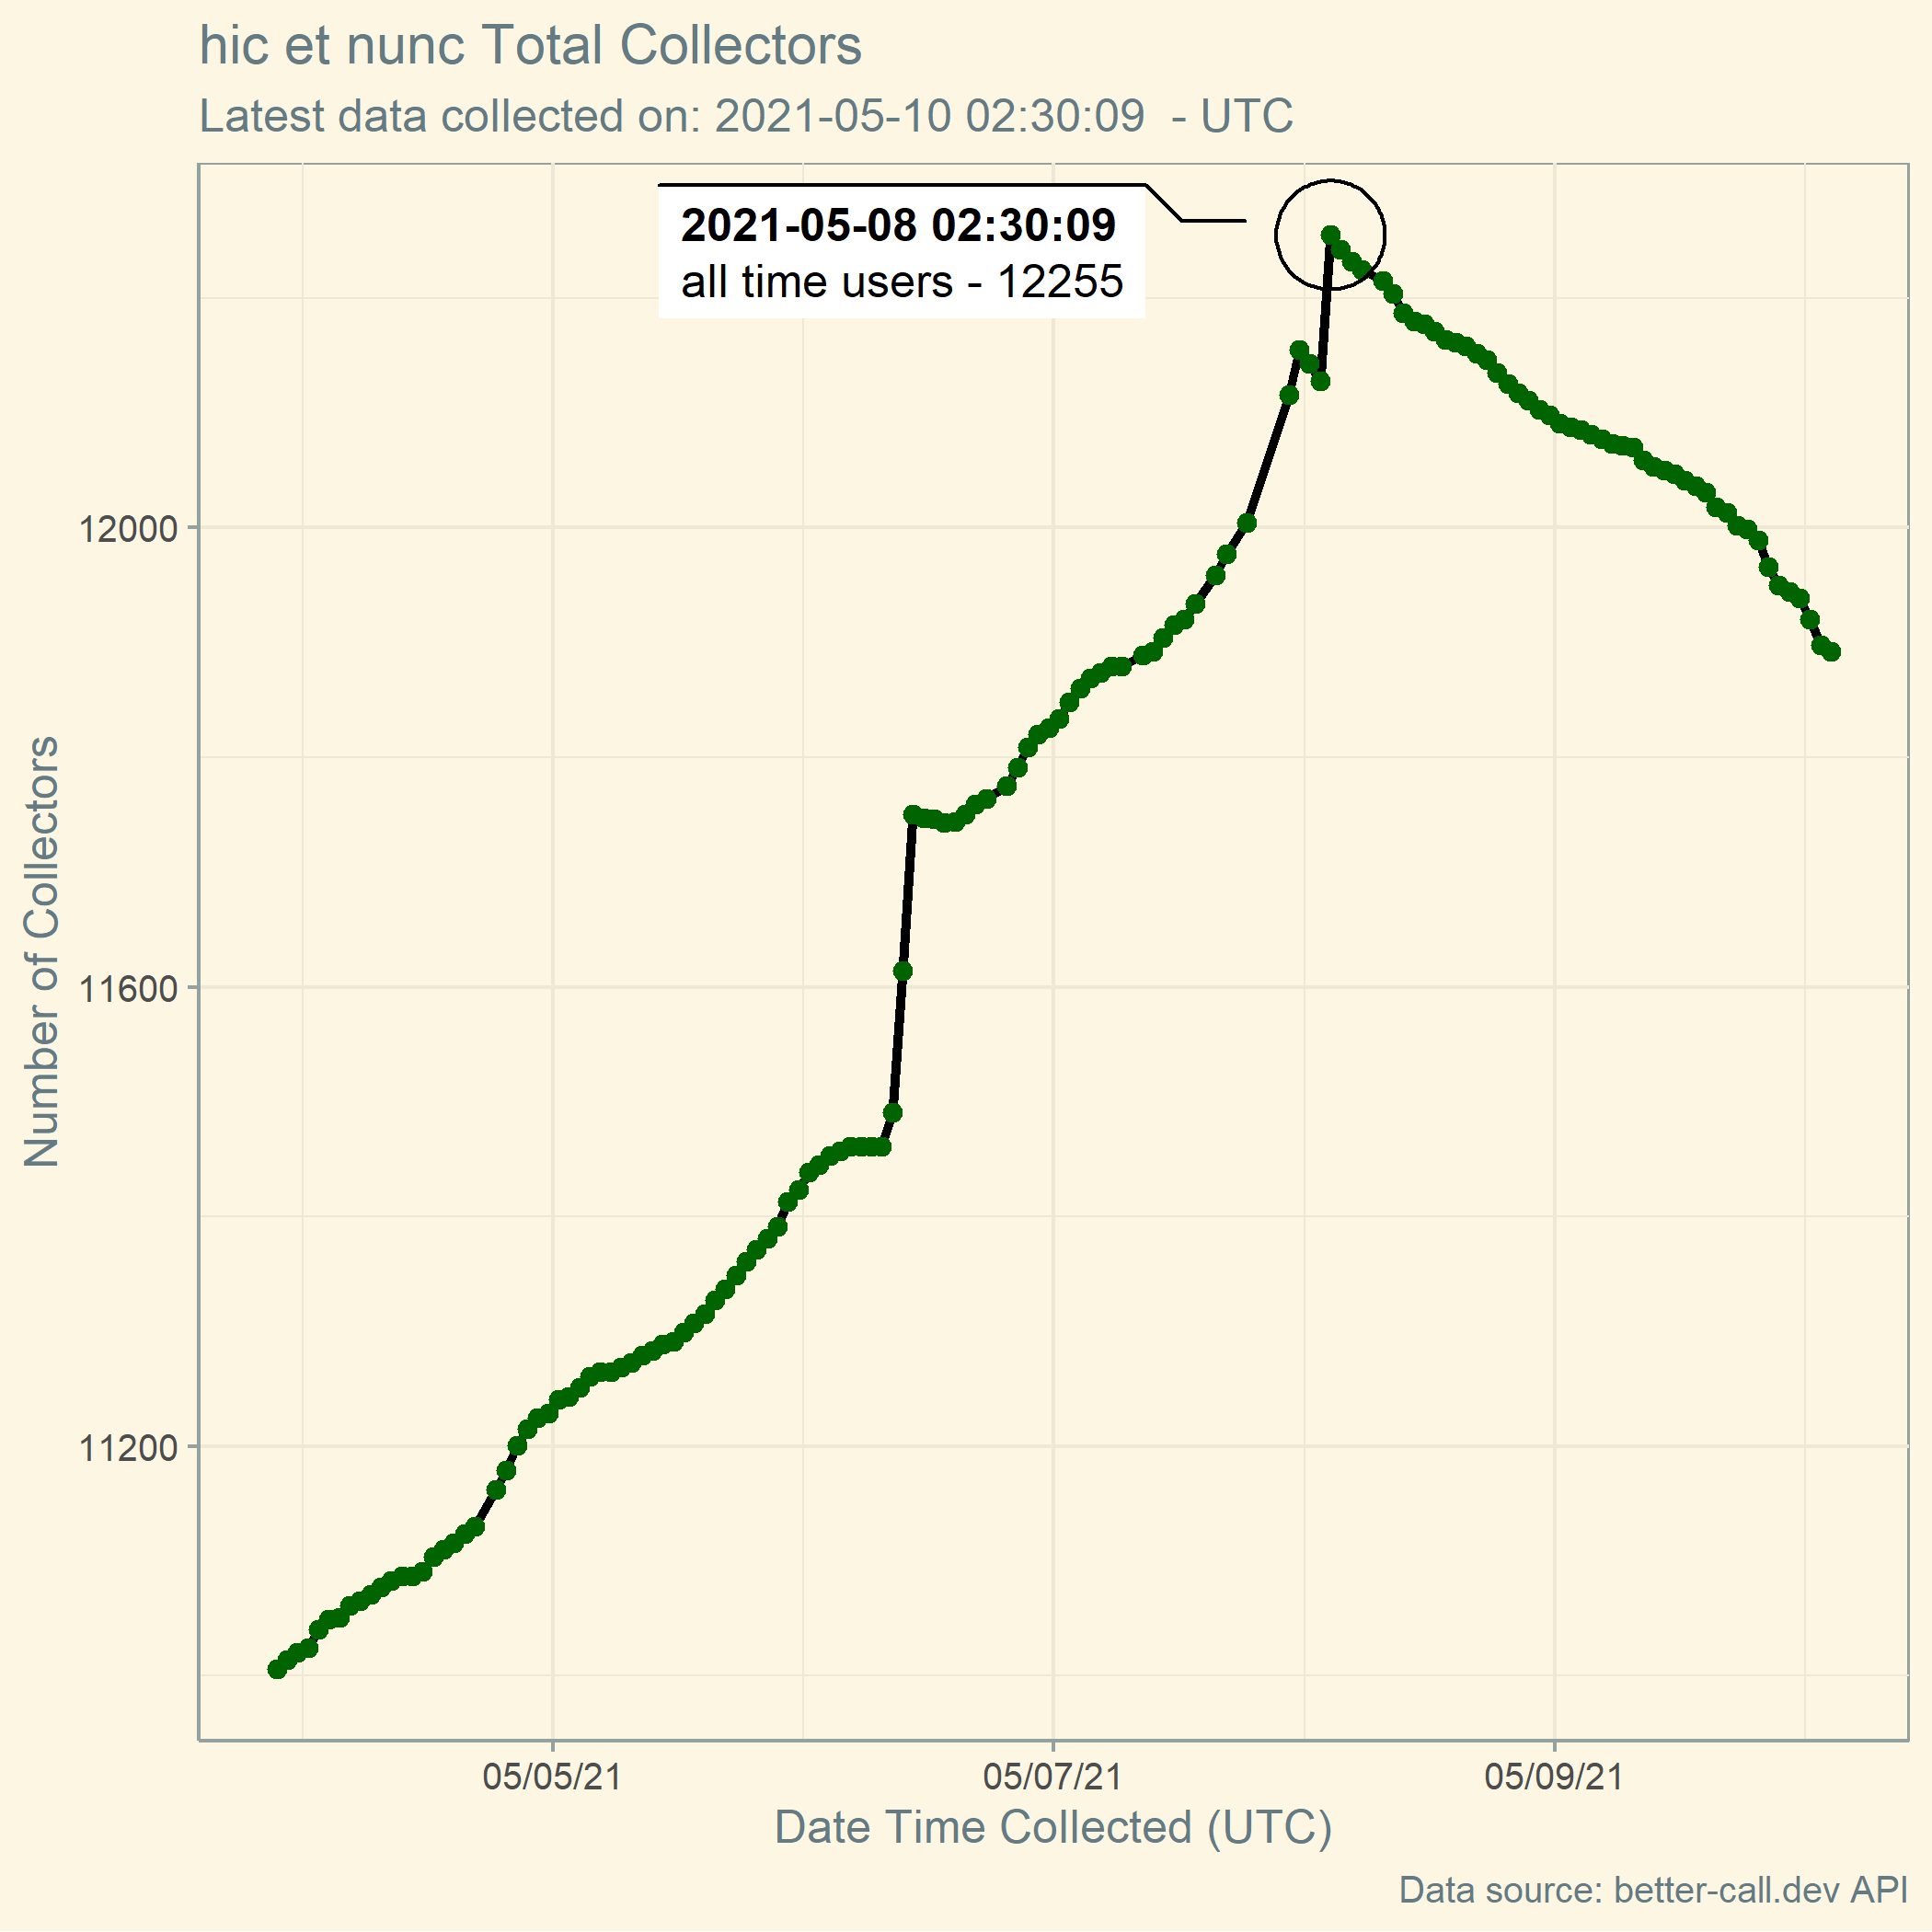 hic et nunc Total Collectors
Latest data collected on: 2021-05-10 02:30:09  - UTC
2021-05-08 02:30:09
all time users - 12255
Number of Collectors
12000
11600
11200
05/05/21
05/07/21
05/09/21
Date Time Collected (UTC)
Data source: better-call.dev API